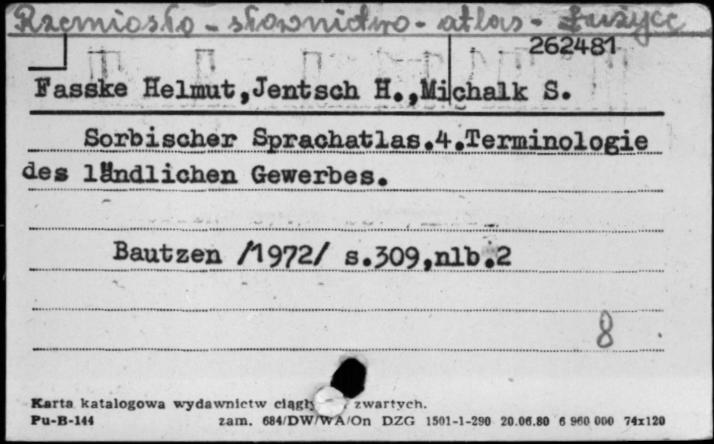 Rzemiosło - słownictwo - atlas - Łużyce
262481
Fasske Helmut,Jentsch H.,Michalk S.
Sorbischer Sprachatlas.4.Terminologie
des ländlichen Gewerbes.
Bautzen /1972/ s.309,nlb.2
8
Karta katalogowa wydawnictw zwartych.
Pu-B-144 zam. 684/DW/WA/On DZG 1501-1-290 20.06.80 6 960 000 74x120